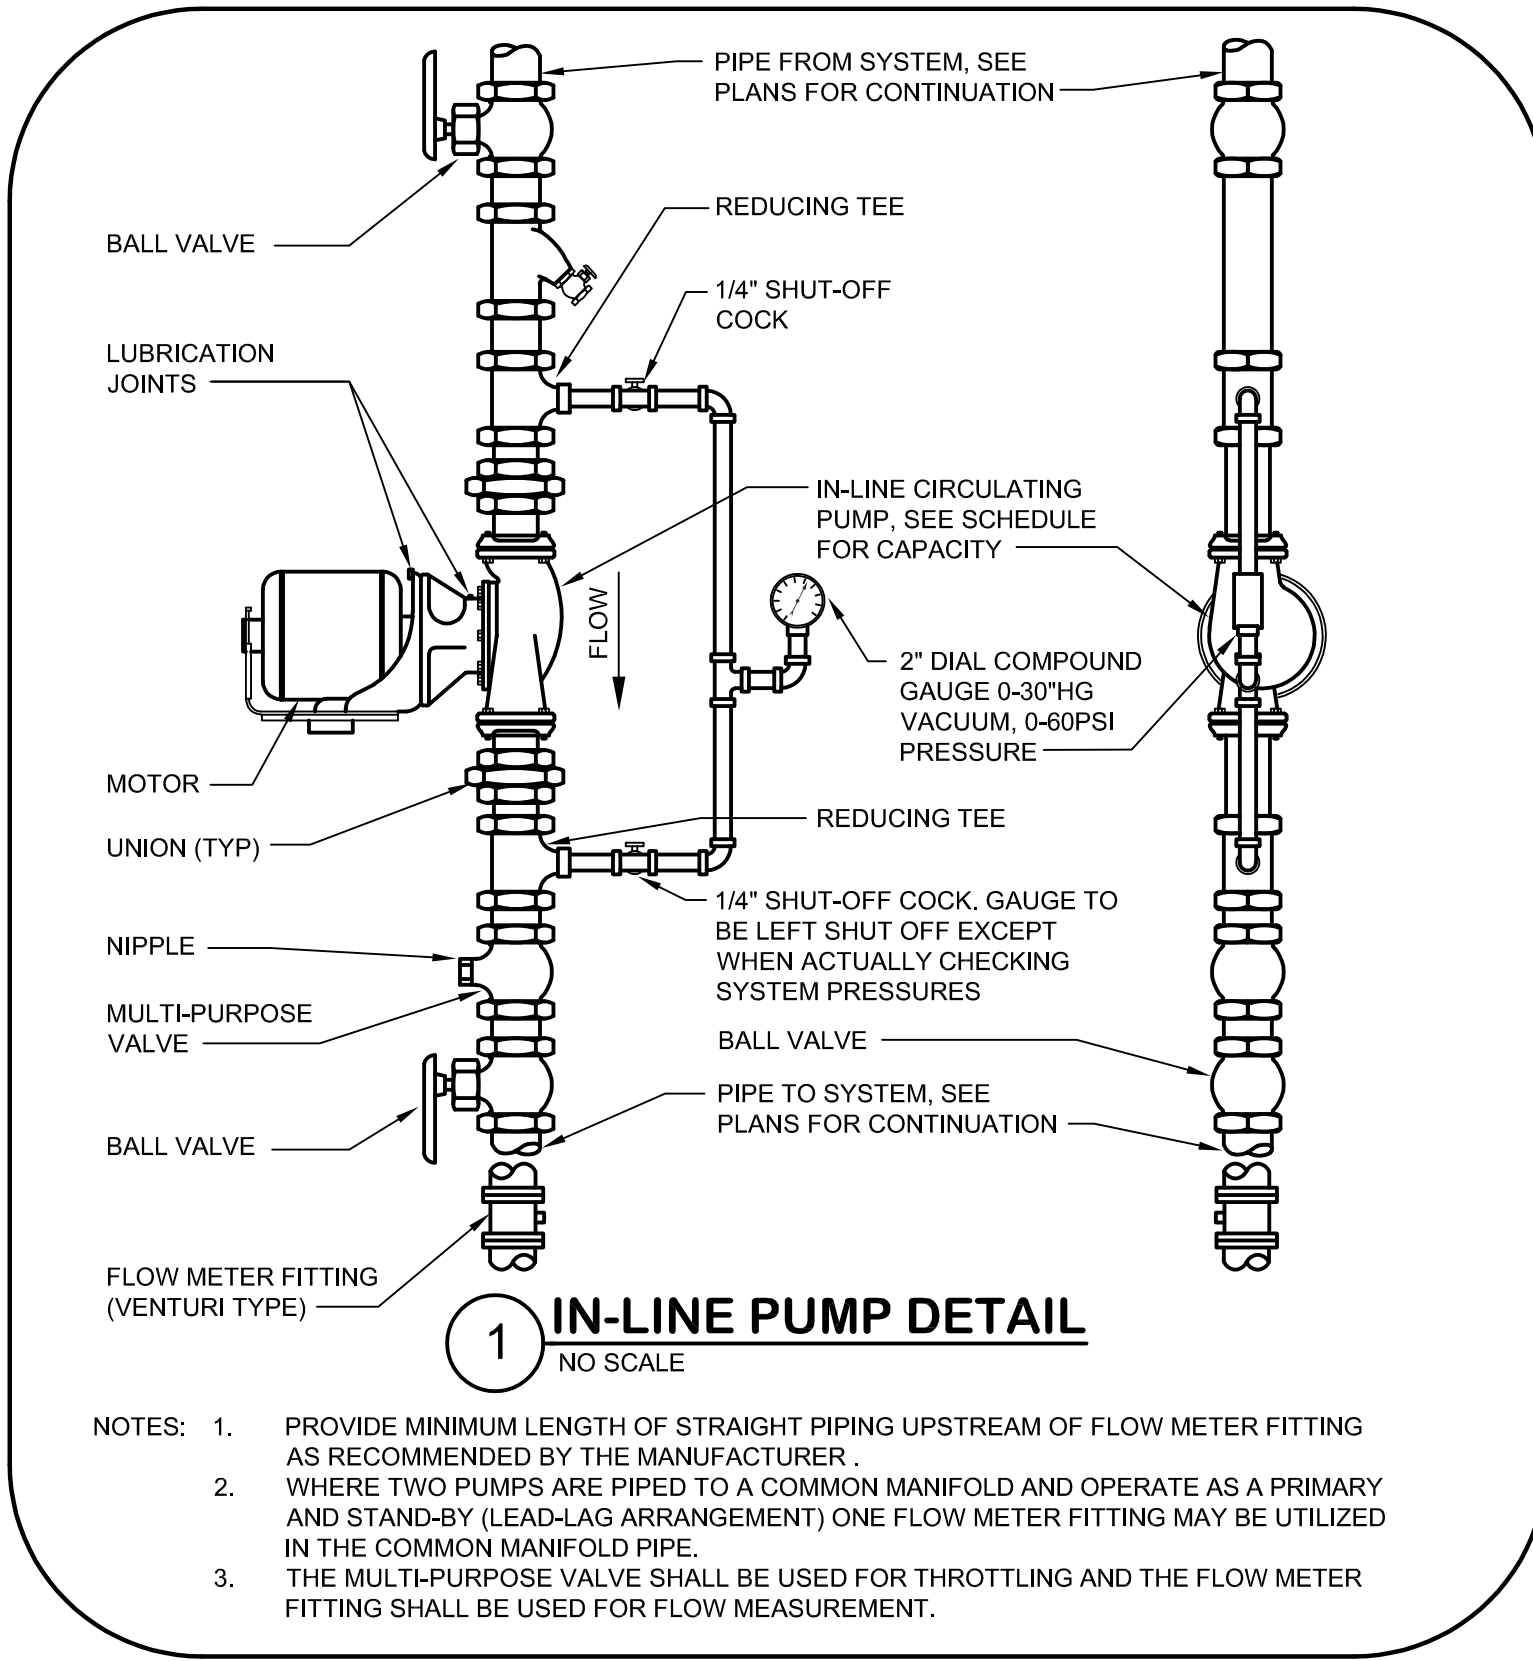 PIPE FROM SYSTEM, SEE
PLANS FOR CONTINUATION
REDUCING TEE
BALL VALVE
1/4" SHUT-OFF
COCK
LUBRICATION
JOINTS
IN-LINE CIRCULATING
PUMP, SEE SCHEDULE
FOR CAPACITY
FLOW
2" DIAL COMPOUND
GAUGE 0-30"HG
VACUUM, 0-60PSI
PRESSURE
MOTOR
REDUCING TEE
UNION (TYP)
1/4" SHUT-OFF COCK. GAUGE TO
BE LEFT SHUT OFF EXCEPT
WHEN ACTUALLY CHECKING
SYSTEM PRESSURES
NIPPLE
MULTI-PURPOSE
VALVE
BALL VALVE
PIPE TO SYSTEM, SEE
PLANS FOR CONTINUATION
BALL VALVE
FLOW METER FITTING
(VENTURI TYPE)
1 IN-LINE PUMP DETAIL
NO SCALE
NOTES: 1. PROVIDE MINIMUM LENGTH OF STRAIGHT PIPING UPSTREAM OF FLOW METER FITTING
AS RECOMMENDED BY THE MANUFACTURER .
2. WHERE TWO PUMPS ARE PIPED TO A COMMON MANIFOLD AND OPERATE AS A PRIMARY
AND STAND-BY (LEAD-LAG ARRANGEMENT) ONE FLOW METER FITTING MAY BE UTILIZED
IN THE COMMON MANIFOLD PIPE.
3. THE MULTI-PURPOSE VALVE SHALL BE USED FOR THROTTLING AND THE FLOW METER
FITTING SHALL BE USED FOR FLOW MEASUREMENT.